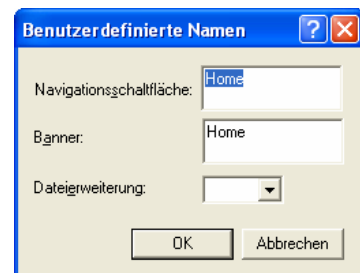 Benutzerdefinierte Namen
Navigationsschaltfläche: Home
Banner: Home
Dateierweiterung:
OK Abbrechen